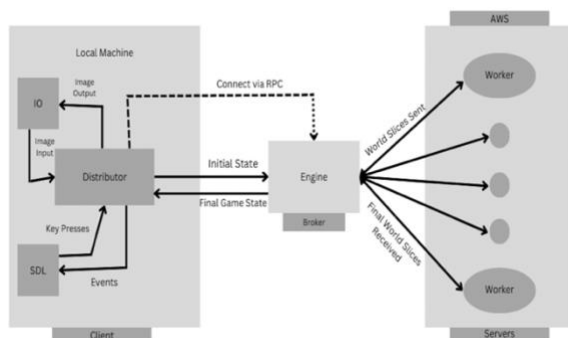 AWS
Local Machine
Worker
IO
Image
Output
Connect via RPC
World Slices Sent
Image
Input
Distributor
Initial State
Engine
Final Game State
Broker
Key Presses
Final World Slices
Received
SDL
Events
Worker
Client
Servers